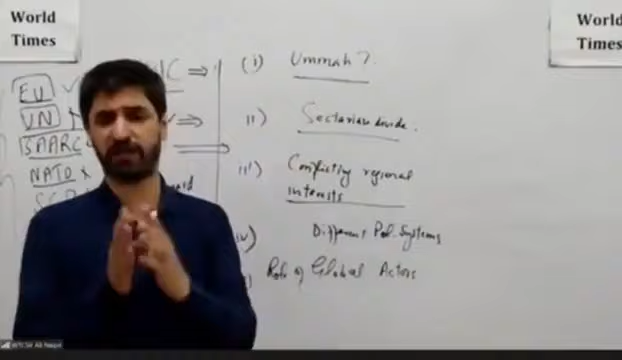 World
Times
World
Times
EU
UN
SAARC
NATO x
IC ⇒
(i) Ummah?
ii) Sectarian divide.
iii) Conflicting regional
interests
iv) Different Pol. Systems
Role of Global Actors